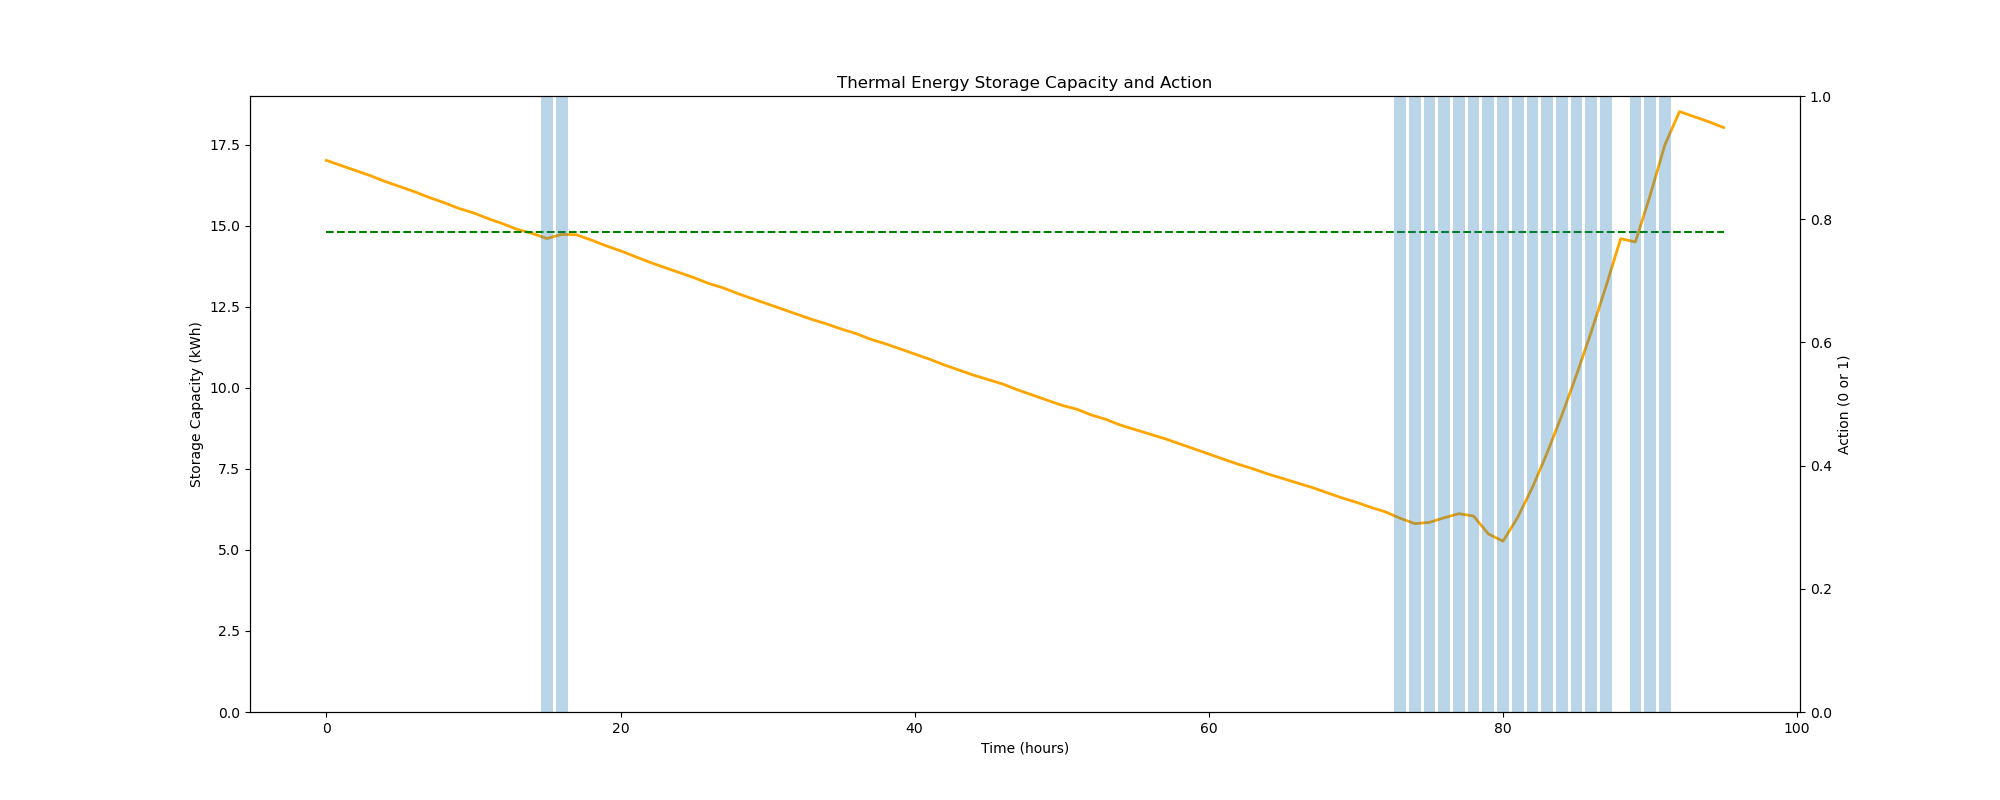 Thermal Energy Storage Capacity and Action
Storage Capacity (kWh)
17.5
15.0
12.5
10.0
7.5
5.0
2.5
0.0
1.0
0.8
0.6
0.4
0.2
0.0
Action (0 or 1)
0 20 40 60 80 100
Time (hours)